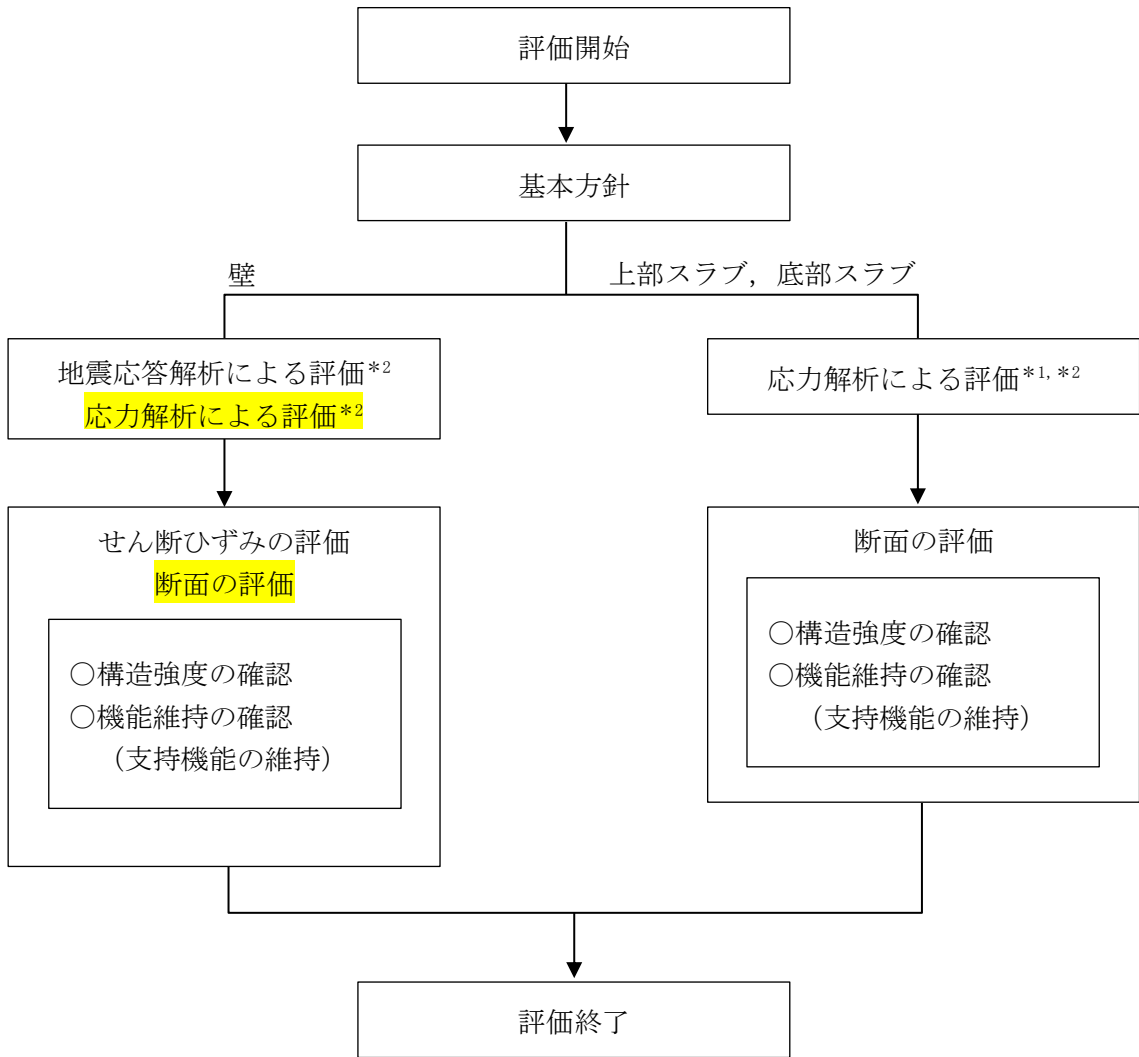 評価開始
基本方針
壁
上部スラブ，底部スラブ
地震応答解析による評価*2
応力解析による評価*2
応力解析による評価*1, *2
せん断ひずみの評価
断面の評価
○構造強度の確認
○機能維持の確認
（支持機能の維持）
断面の評価
○構造強度の確認
○機能維持の確認
（支持機能の維持）
評価終了